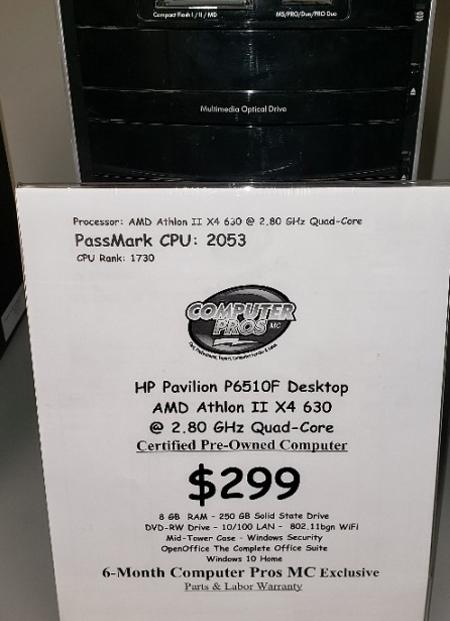 Compact Flash I / II / MD
MS/PRO/Duo/PRO Duo
Multimedia Optical Drive
Processor: AMD Athlon II X4 630 @ 2.80 GHz Quad-Core
PassMark CPU: 2053
CPU Rank: 1730
COMPUTER
PROS MC
HP Pavilion P6510F Desktop
AMD Athlon II X4 630
@ 2.80 GHz Quad-Core
Certified Pre-Owned Computer
$299
8 GB RAM - 250 GB Solid State Drive
DVD-RW Drive - 10/100 LAN - 802.11bgn WiFi
Mid-Tower Case - Windows Security
OpenOffice The Complete Office Suite
Windows 10 Home
6-Month Computer Pros MC Exclusive
Parts & Labor Warranty